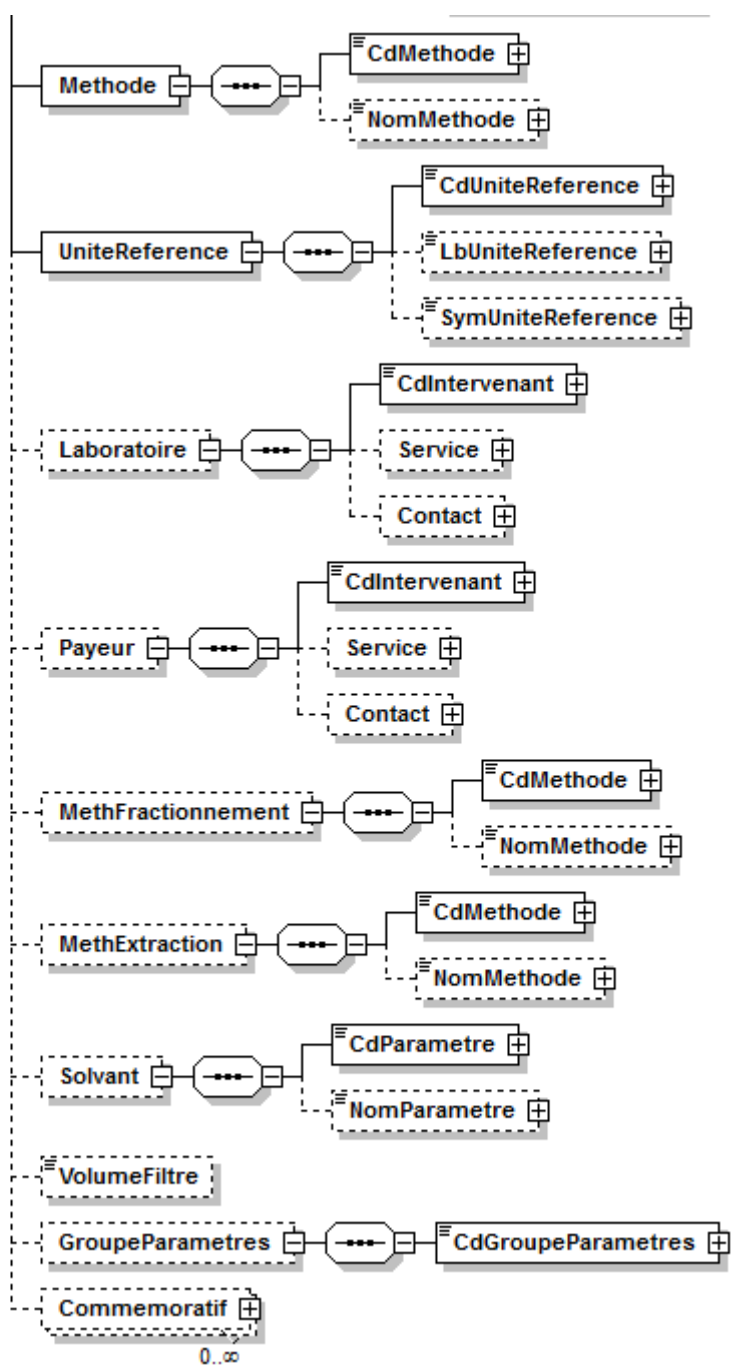 CdMethode
Methode
NomMethode
CdUniteReference
UniteReference
LbUniteReference
SymUniteReference
CdIntervenant
Laboratoire
Service
Contact
CdIntervenant
Payeur
Service
Contact
CdMethode
MethFractionnement
NomMethode
CdMethode
MethExtraction
NomMethode
CdParametre
Solvant
NomParametre
VolumeFiltre
GroupeParametres
CdGroupeParametres
Commemoratif
0..∞